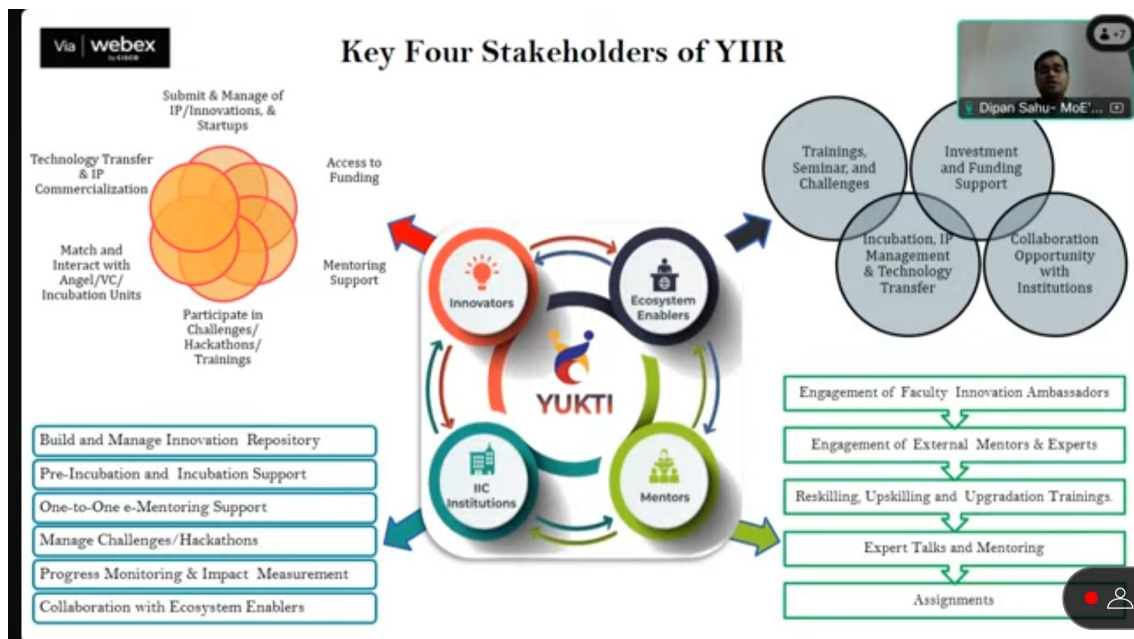 Via | webex
by CISCO
Key Four Stakeholders of YIIR
+7
Dipan Sahu- MoE'...
Submit & Manage of
IP/Innovations, &
Startups
Technology Transfer
& IP
Commercialization
Access to
Funding
Match and
Interact with
Angel/VC/
Incubation Units
Mentoring
Support
Participate in
Challenges/
Hackathons/
Trainings
Trainings,
Seminar, and
Challenges
Investment
and Funding
Support
Incubation, IP
Management
& Technology
Transfer
Collaboration
Opportunity
with
Institutions
Innovators
Ecosystem
Enablers
YUKTI
IIC
Institutions
Mentors
Build and Manage Innovation Repository
Pre-Incubation and Incubation Support
One-to-One e-Mentoring Support
Manage Challenges/Hackathons
Progress Monitoring & Impact Measurement
Collaboration with Ecosystem Enablers
Engagement of Faculty Innovation Ambassadors
Engagement of External Mentors & Experts
Reskilling, Upskilling and Upgradation Trainings.
Expert Talks and Mentoring
Assignments